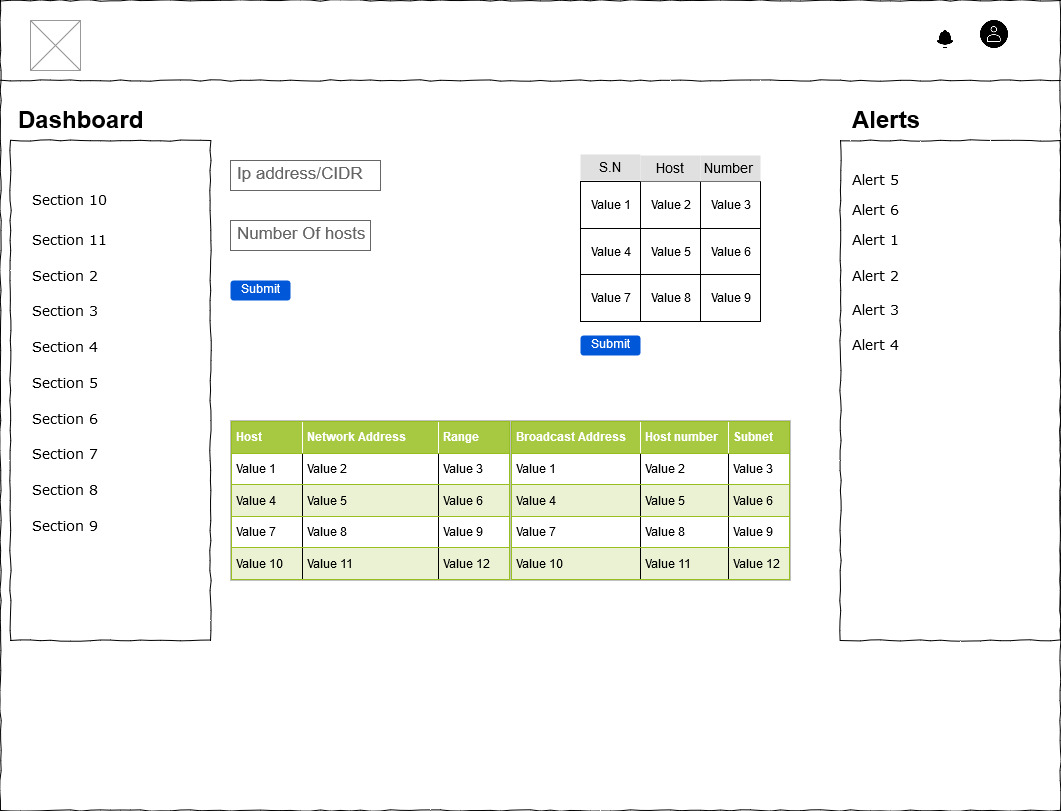 Dashboard
Section 10
Section 11
Section 2
Section 3
Section 4
Section 5
Section 6
Section 7
Section 8
Section 9
Ip address/CIDR
Number Of hosts
Submit
S.N Host Number
Value 1 Value 2 Value 3
Value 4 Value 5 Value 6
Value 7 Value 8 Value 9
Submit
Host Network Address Range Broadcast Address Host number Subnet
Value 1 Value 2 Value 3 Value 1 Value 2 Value 3
Value 4 Value 5 Value 6 Value 4 Value 5 Value 6
Value 7 Value 8 Value 9 Value 7 Value 8 Value 9
Value 10 Value 11 Value 12 Value 10 Value 11 Value 12
Alerts
Alert 5
Alert 6
Alert 1
Alert 2
Alert 3
Alert 4